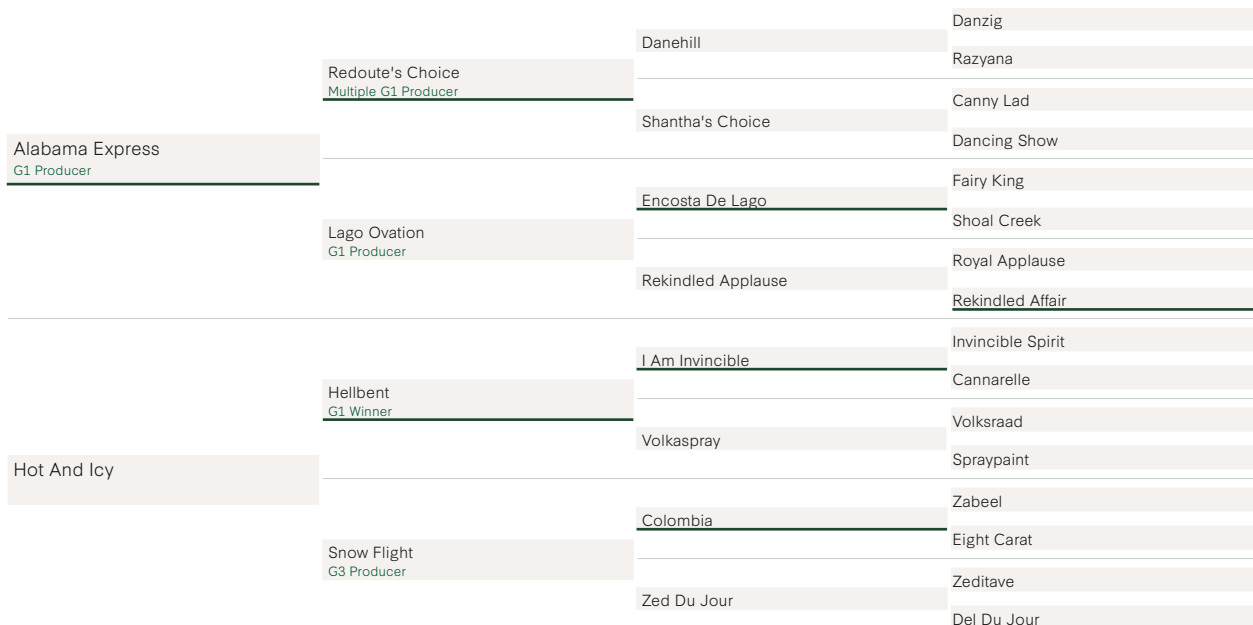 Alabama Express
G1 Producer
Hot And Icy
Redoute's Choice
Multiple G1 Producer
Lago Ovation
G1 Producer
Hellbent
G1 Winner
Snow Flight
G3 Producer
Danehill
Shantha's Choice
Encosta De Lago
Rekindled Applause
I Am Invincible
Volkaspray
Colombia
Zed Du Jour
Danzig
Razyana
Canny Lad
Dancing Show
Fairy King
Shoal Creek
Royal Applause
Rekindled Affair
Invincible Spirit
Cannarelle
Volksraad
Spraypaint
Zabeel
Eight Carat
Zeditave
Del Du Jour